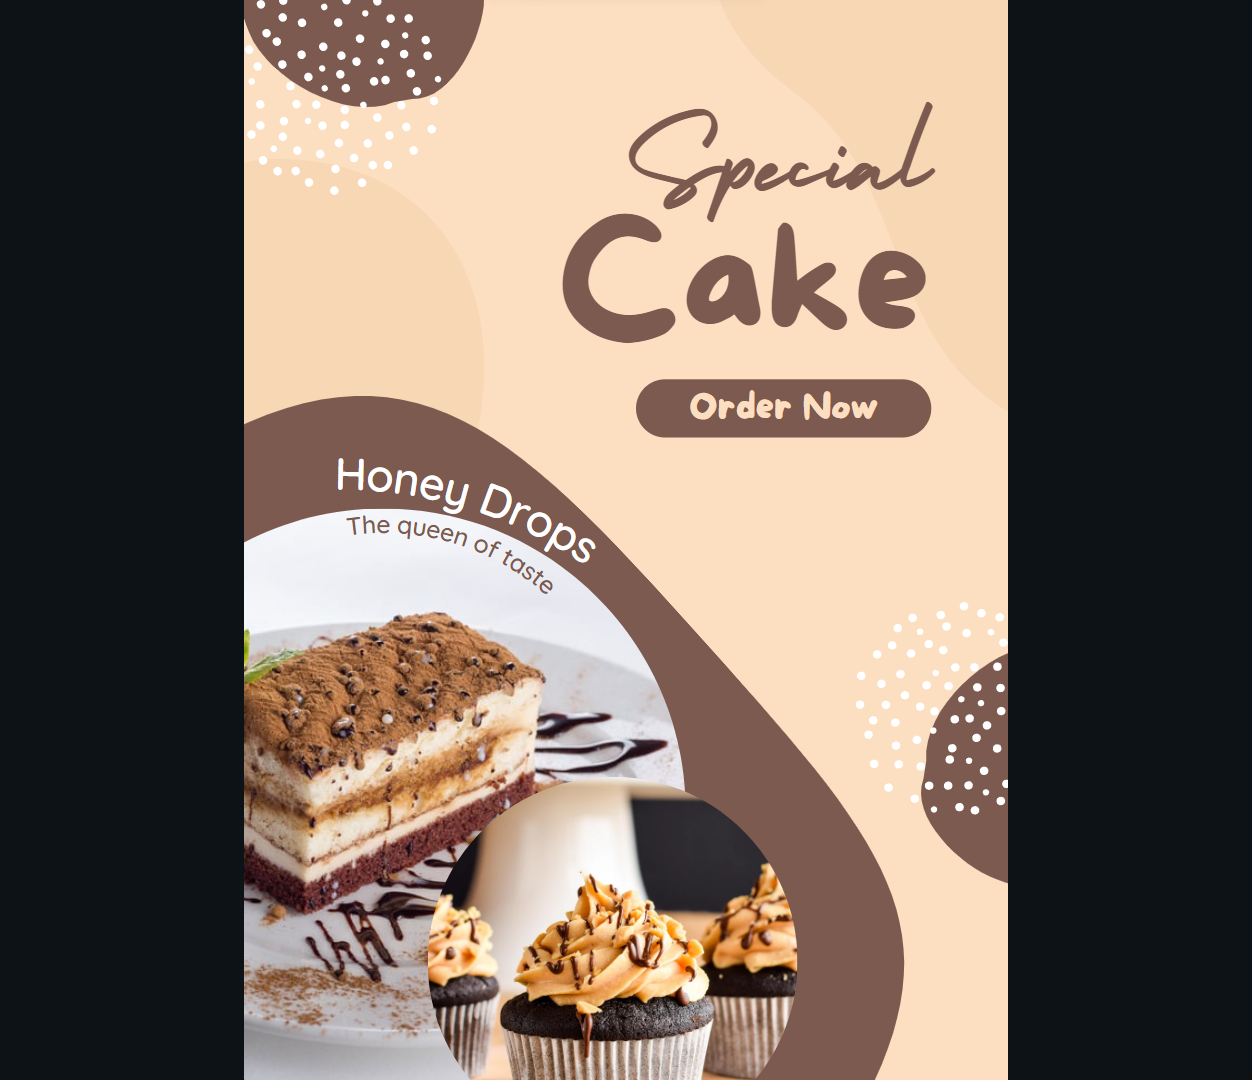 Special
Cake
Order Now
Honey Drops
The queen of taste